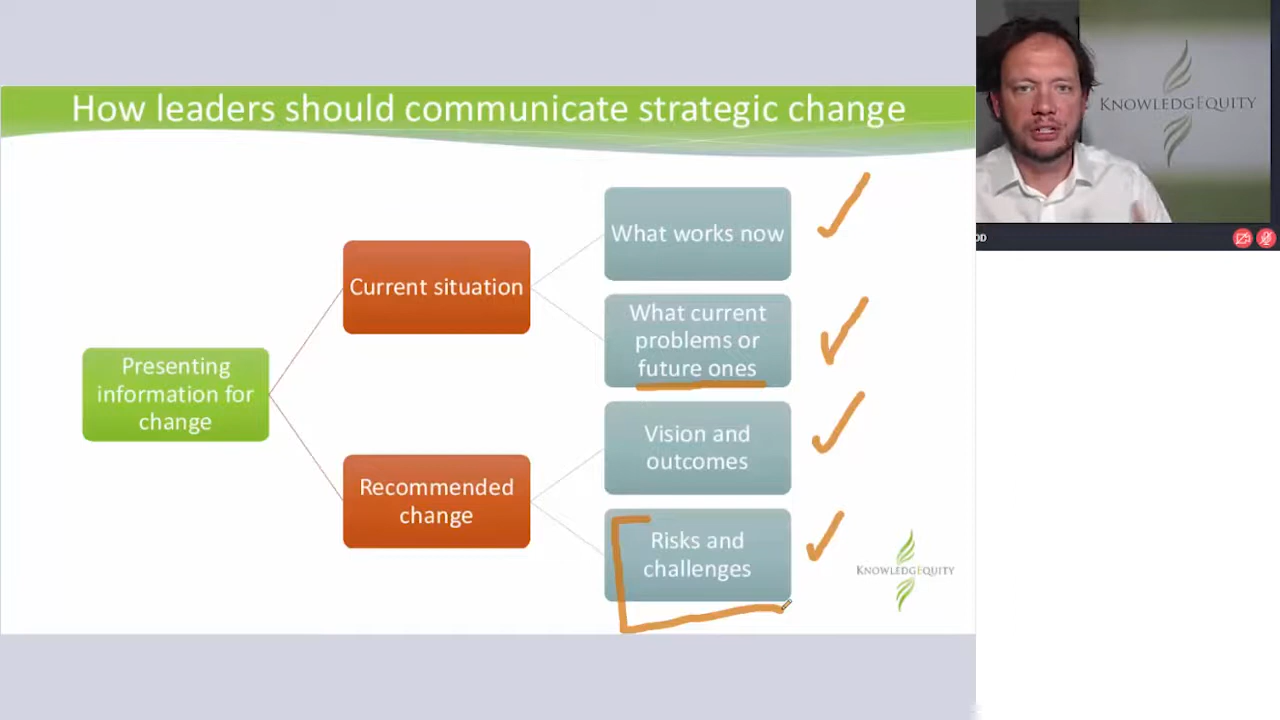 How leaders should communicate strategic change
KNOWLEDGEQUITY
OD
What works now
Current situation
What current
problems or
future ones
Presenting
information for
change
Vision and
outcomes
Recommended
change
Risks and
challenges
KNOWLEDGEQUITY